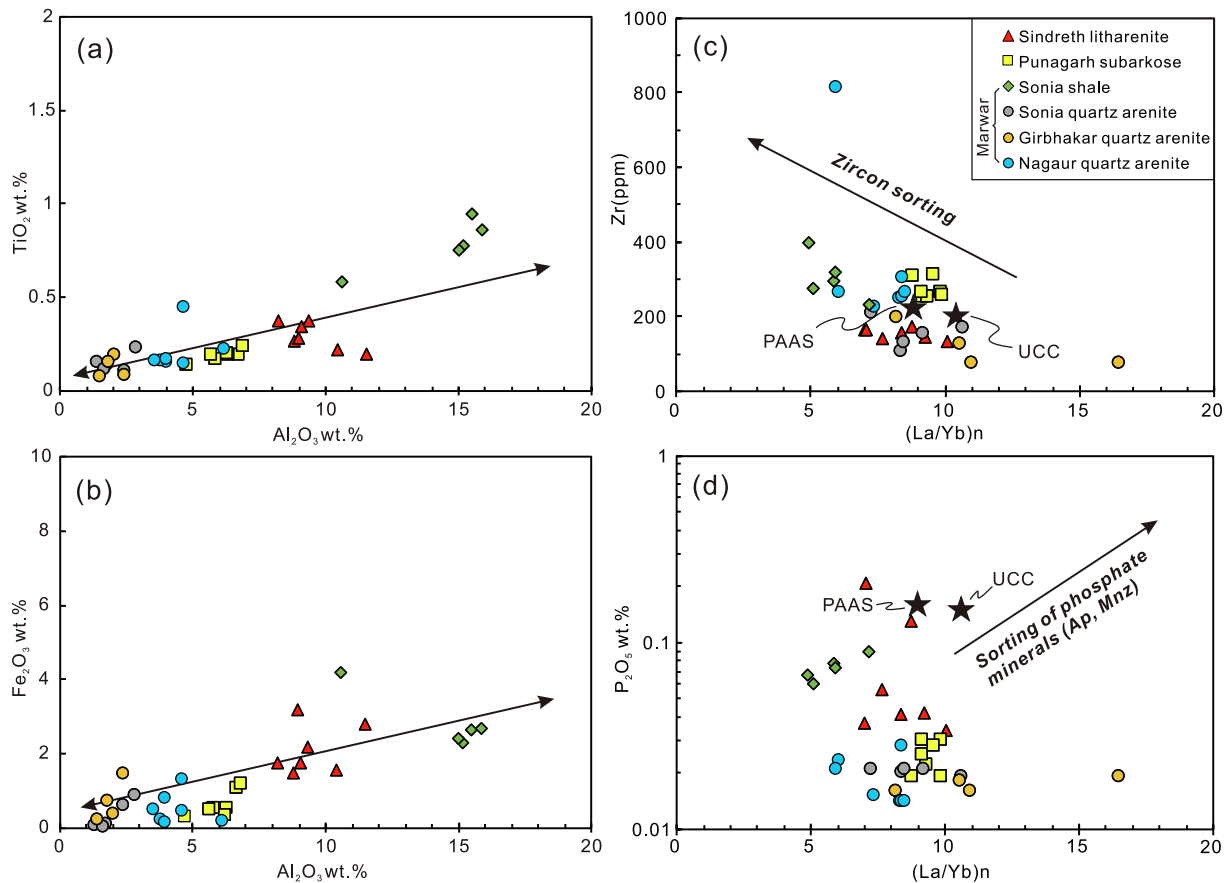 (a)
2
1.5
1
0.5
0
TiO₂ wt.%
0
5
10
15
20
Al₂O₃ wt.%
(c)
1000
800
600
400
200
0
Zr(ppm)
0
5
10
15
20
(La/Yb)n
Zircon sorting
PAAS
UCC
Sindreth litharenite
Punagarh subarkose
Marwar
Sonia shale
Sonia quartz arenite
Girbhakar quartz arenite
Nagaur quartz arenite
(b)
10
8
6
4
2
0
Fe₂O₃ wt.%
0
5
10
15
20
Al₂O₃ wt.%
(d)
1
0.1
0.01
P₂O₅ wt.%
0
5
10
15
20
(La/Yb)n
PAAS
UCC
Sorting of phosphate
minerals (Ap, Mnz)